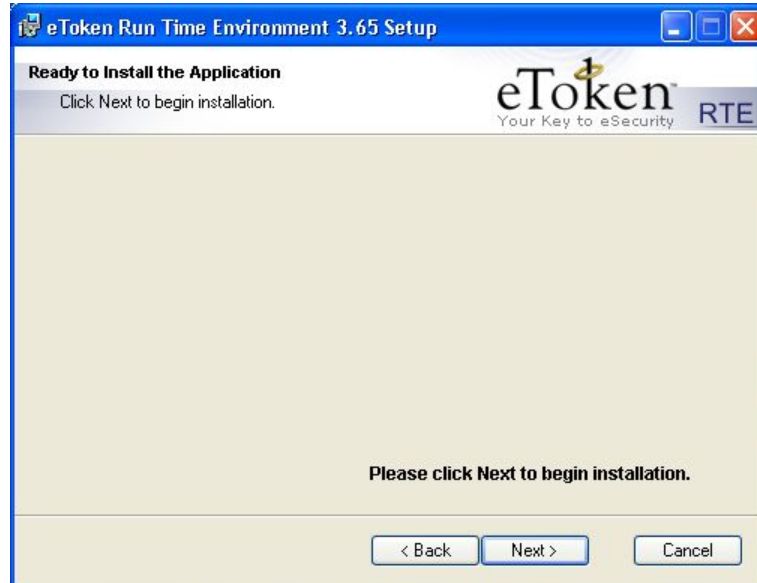 eToken Run Time Environment 3.65 Setup
Ready to Install the Application
Click Next to begin installation.
eToken™
Your Key to eSecurity
RTE
Please click Next to begin installation.
< Back Next > Cancel